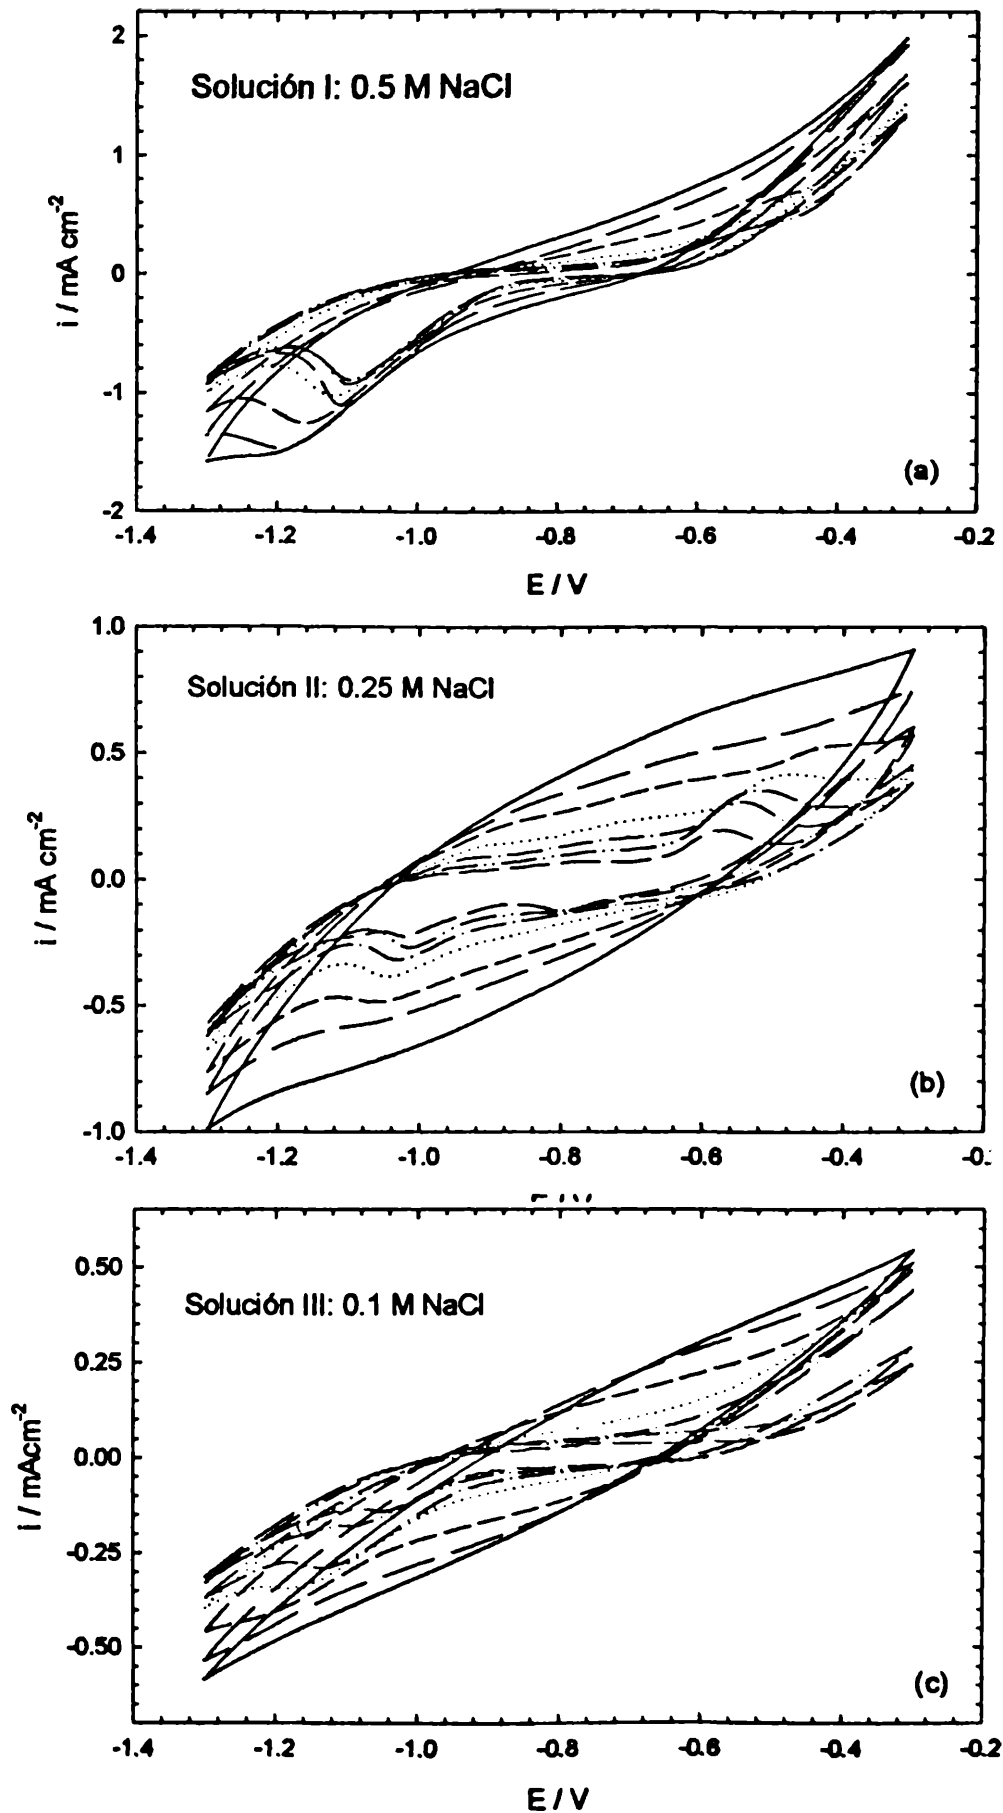 2
Solución I: 0.5 M NaCl
1
0
i / mA cm-2
-1
(a)
-2
-1.4 -1.2 -1.0 -0.8 -0.6 -0.4 -0.2
E / V
1.0
Solución II: 0.25 M NaCl
0.5
0.0
i / mA cm-2
-0.5
(b)
-1.0
-1.4 -1.2 -1.0 -0.8 -0.6 -0.4
0.50
Solución III: 0.1 M NaCl
0.25
0.00
i / mAcm-2
-0.25
-0.50
(c)
-1.4 -1.2 -1.0 -0.8 -0.6 -0.4 -0.2
E / V